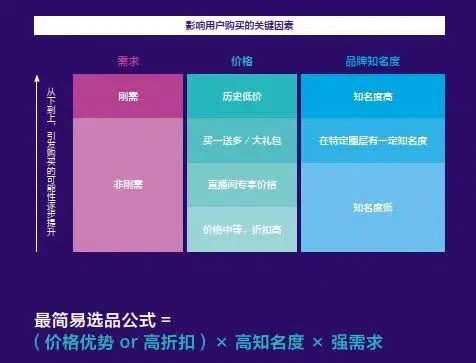 影响用户购买的关键因素
需求 价格 品牌知名度
从下到上，引发购买的可能性逐步提升
刚需 历史低价 知名度高
买一送多/大礼包 在特定圈层有一定知名度
非刚需 直播间专享价格 知名度低
价格中等，折扣高
最简易选品公式 =
（价格优势 or 高折扣）× 高知名度 × 强需求